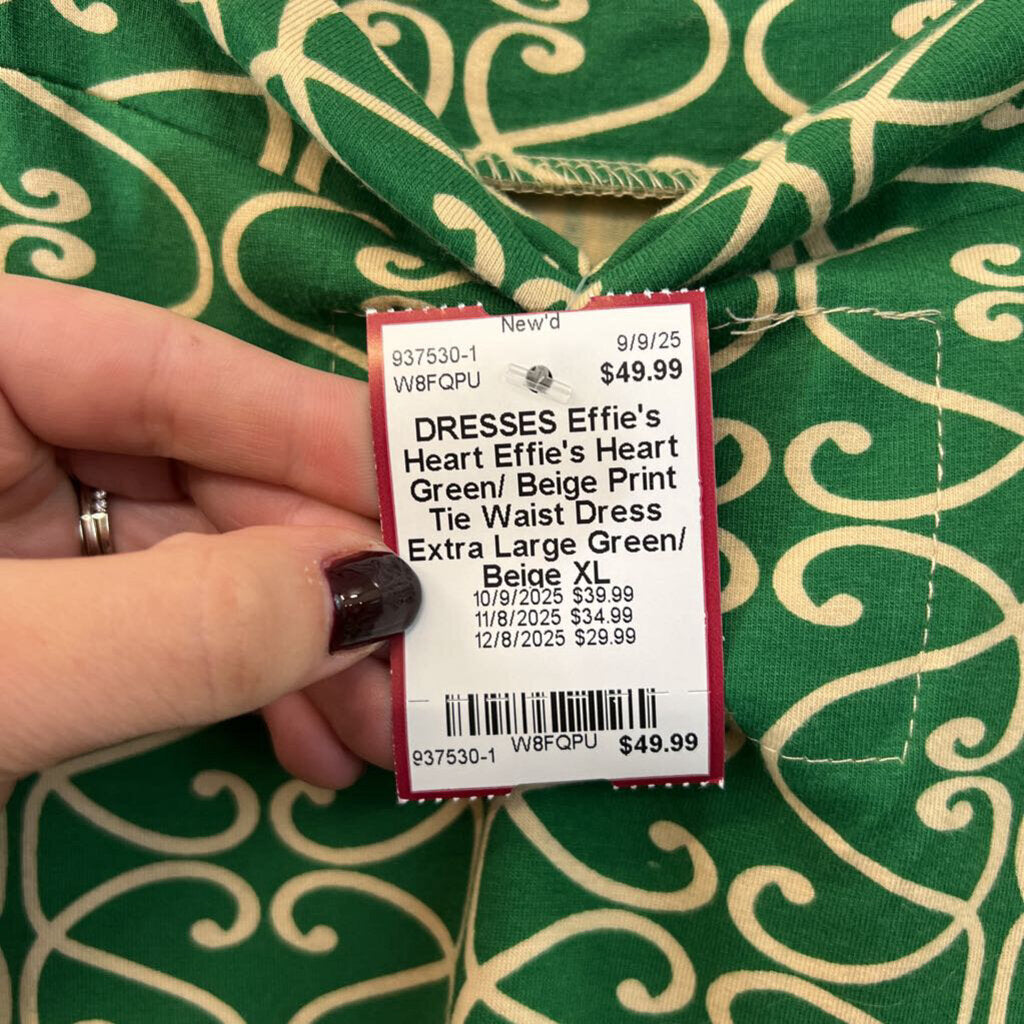 New'd
937530-1 9/9/25
W8FQPU $49.99
DRESSES Effie's
Heart Effie's Heart
Green/ Beige Print
Tie Waist Dress
Extra Large Green/
Beige XL
10/9/2025 $39.99
11/8/2025 $34.99
12/8/2025 $29.99
937530-1 W8FQPU $49.99